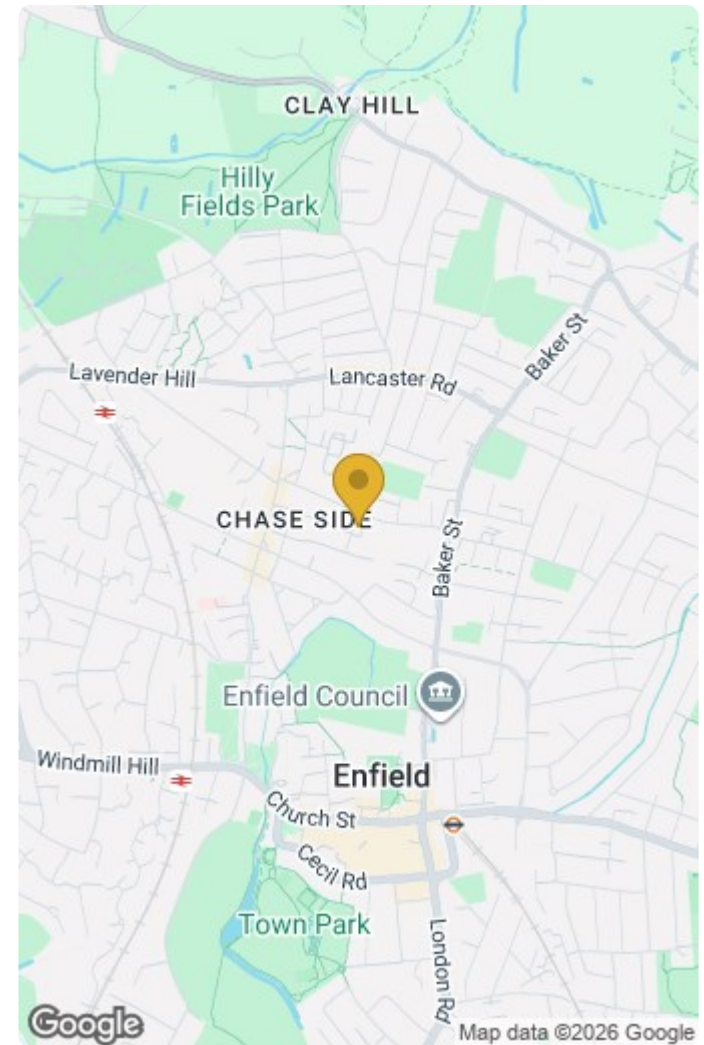 CLAY HILL
Hilly
Fields Park
Baker St
Lavender Hill
Lancaster Rd
CHASE SIDE
Baker St
Enfield Council
Windmill Hill
Enfield
Church St
Cecil Rd
Town Park
London Rd
Google
Map data ©2026 Google